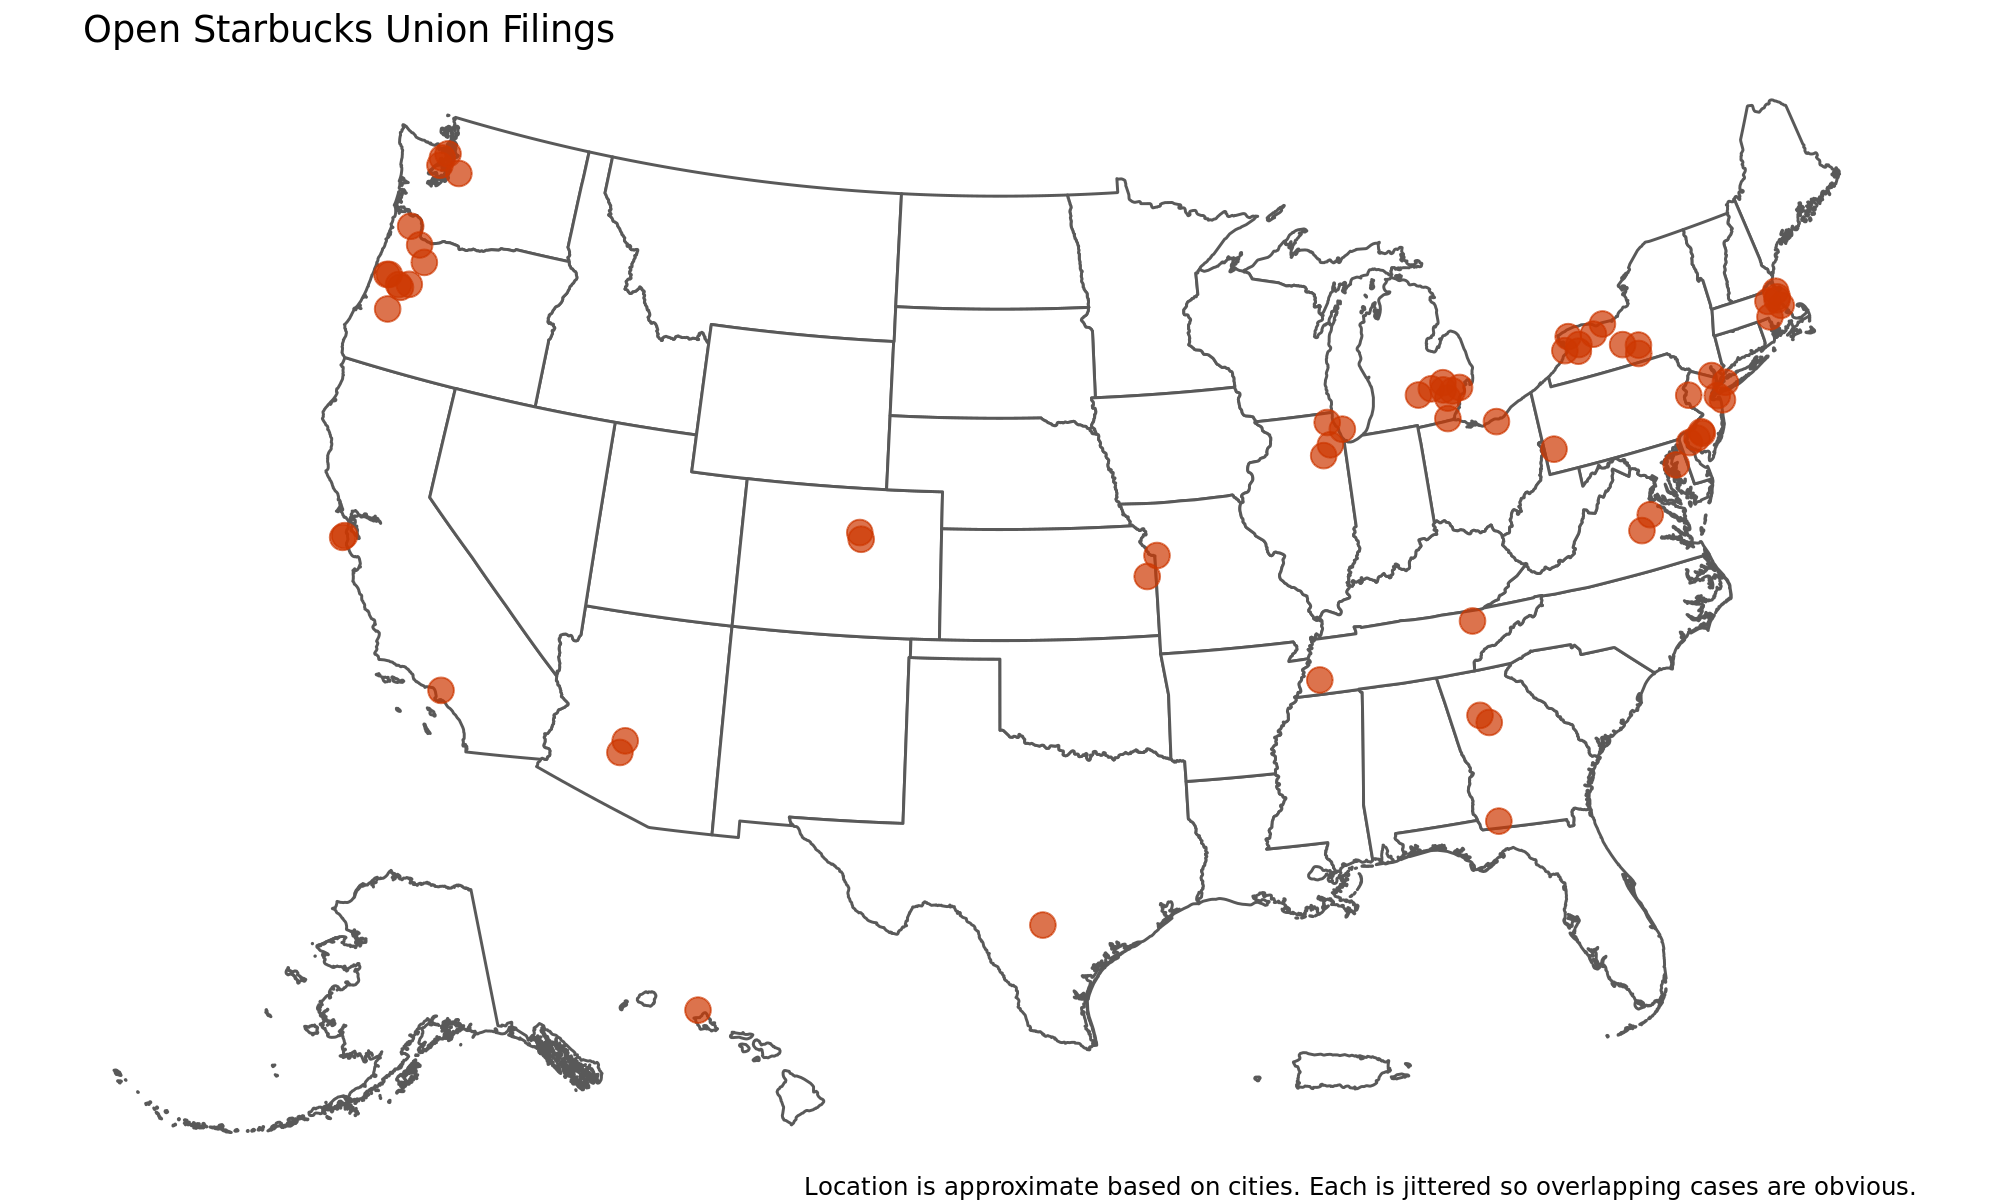 Open Starbucks Union Filings
Location is approximate based on cities. Each is jittered so overlapping cases are obvious.